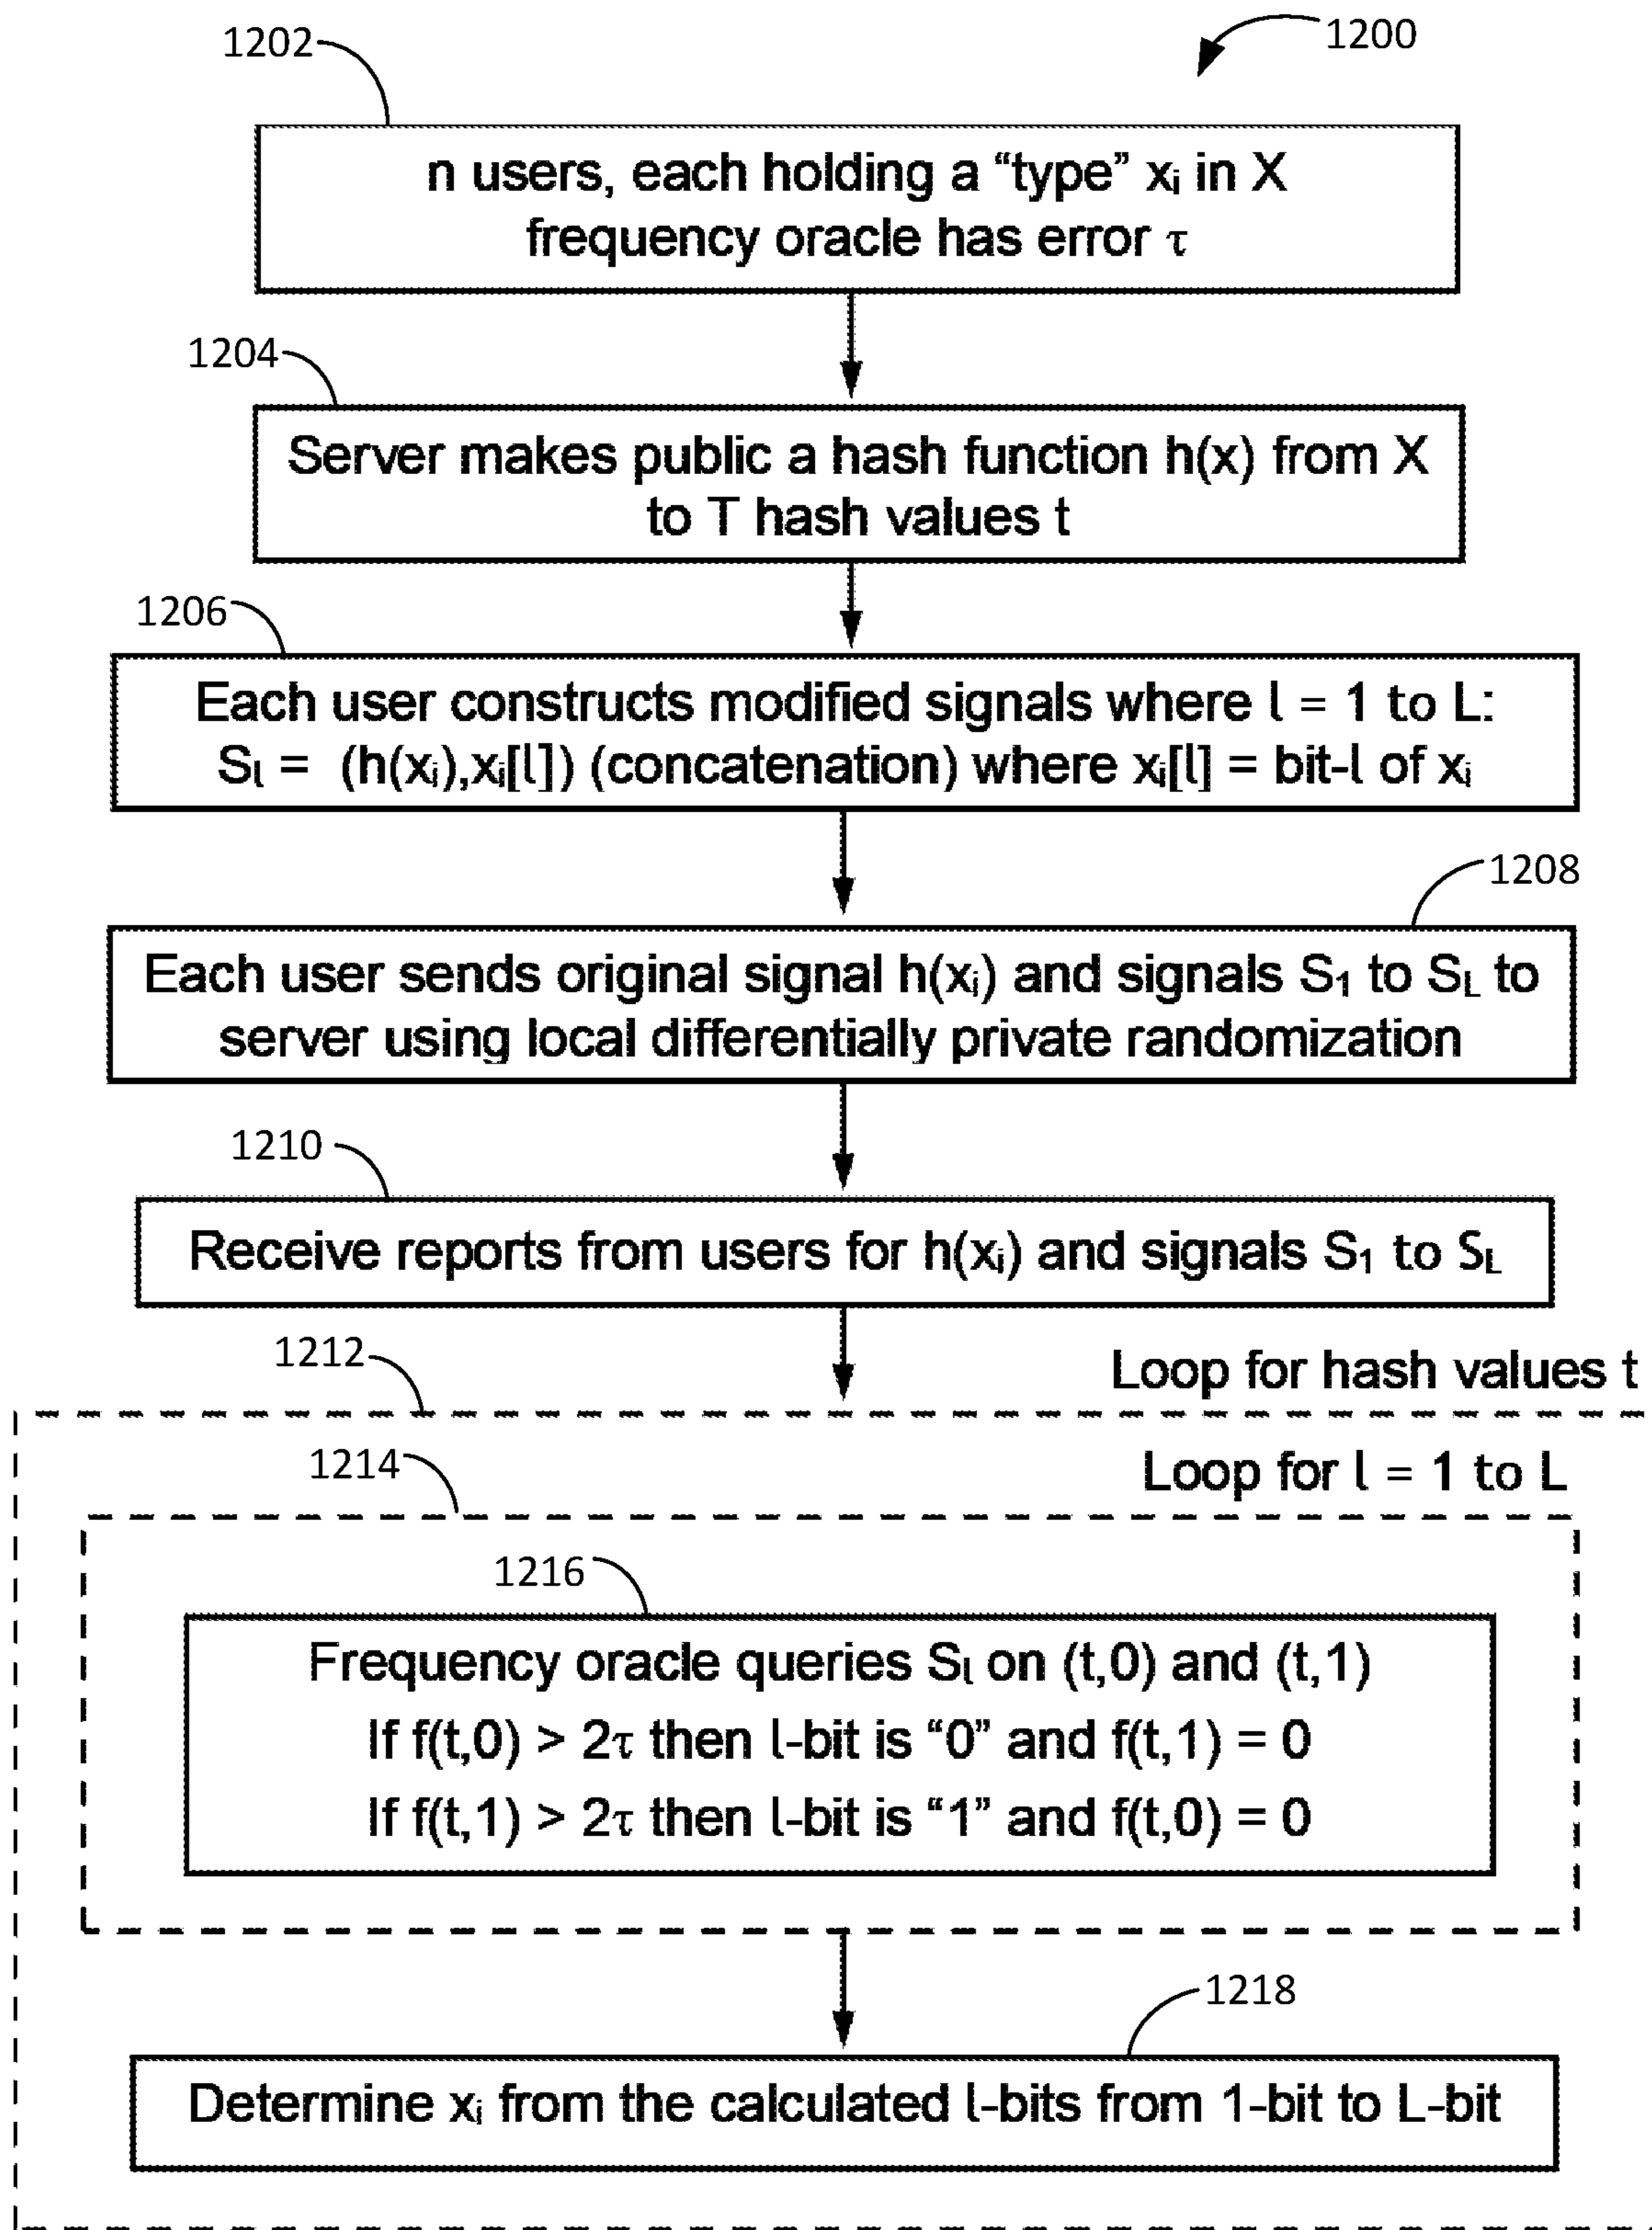 1200
1202
n users, each holding a “type” xᵢ in X
frequency oracle has error τ
1204
Server makes public a hash function h(x) from X
to T hash values t
1206
Each user constructs modified signals where l = 1 to L:
Sₗ = (h(xᵢ),xᵢ[l]) (concatenation) where xᵢ[l] = bit-l of xᵢ
1208
Each user sends original signal h(xᵢ) and signals S₁ to S_L to
server using local differentially private randomization
1210
Receive reports from users for h(xᵢ) and signals S₁ to S_L
1212
Loop for hash values t
1214
Loop for l = 1 to L
1216
Frequency oracle queries Sₗ on (t,0) and (t,1)
If f(t,0) > 2τ then l-bit is “0” and f(t,1) = 0
If f(t,1) > 2τ then l-bit is “1” and f(t,0) = 0
1218
Determine xᵢ from the calculated l-bits from 1-bit to L-bit